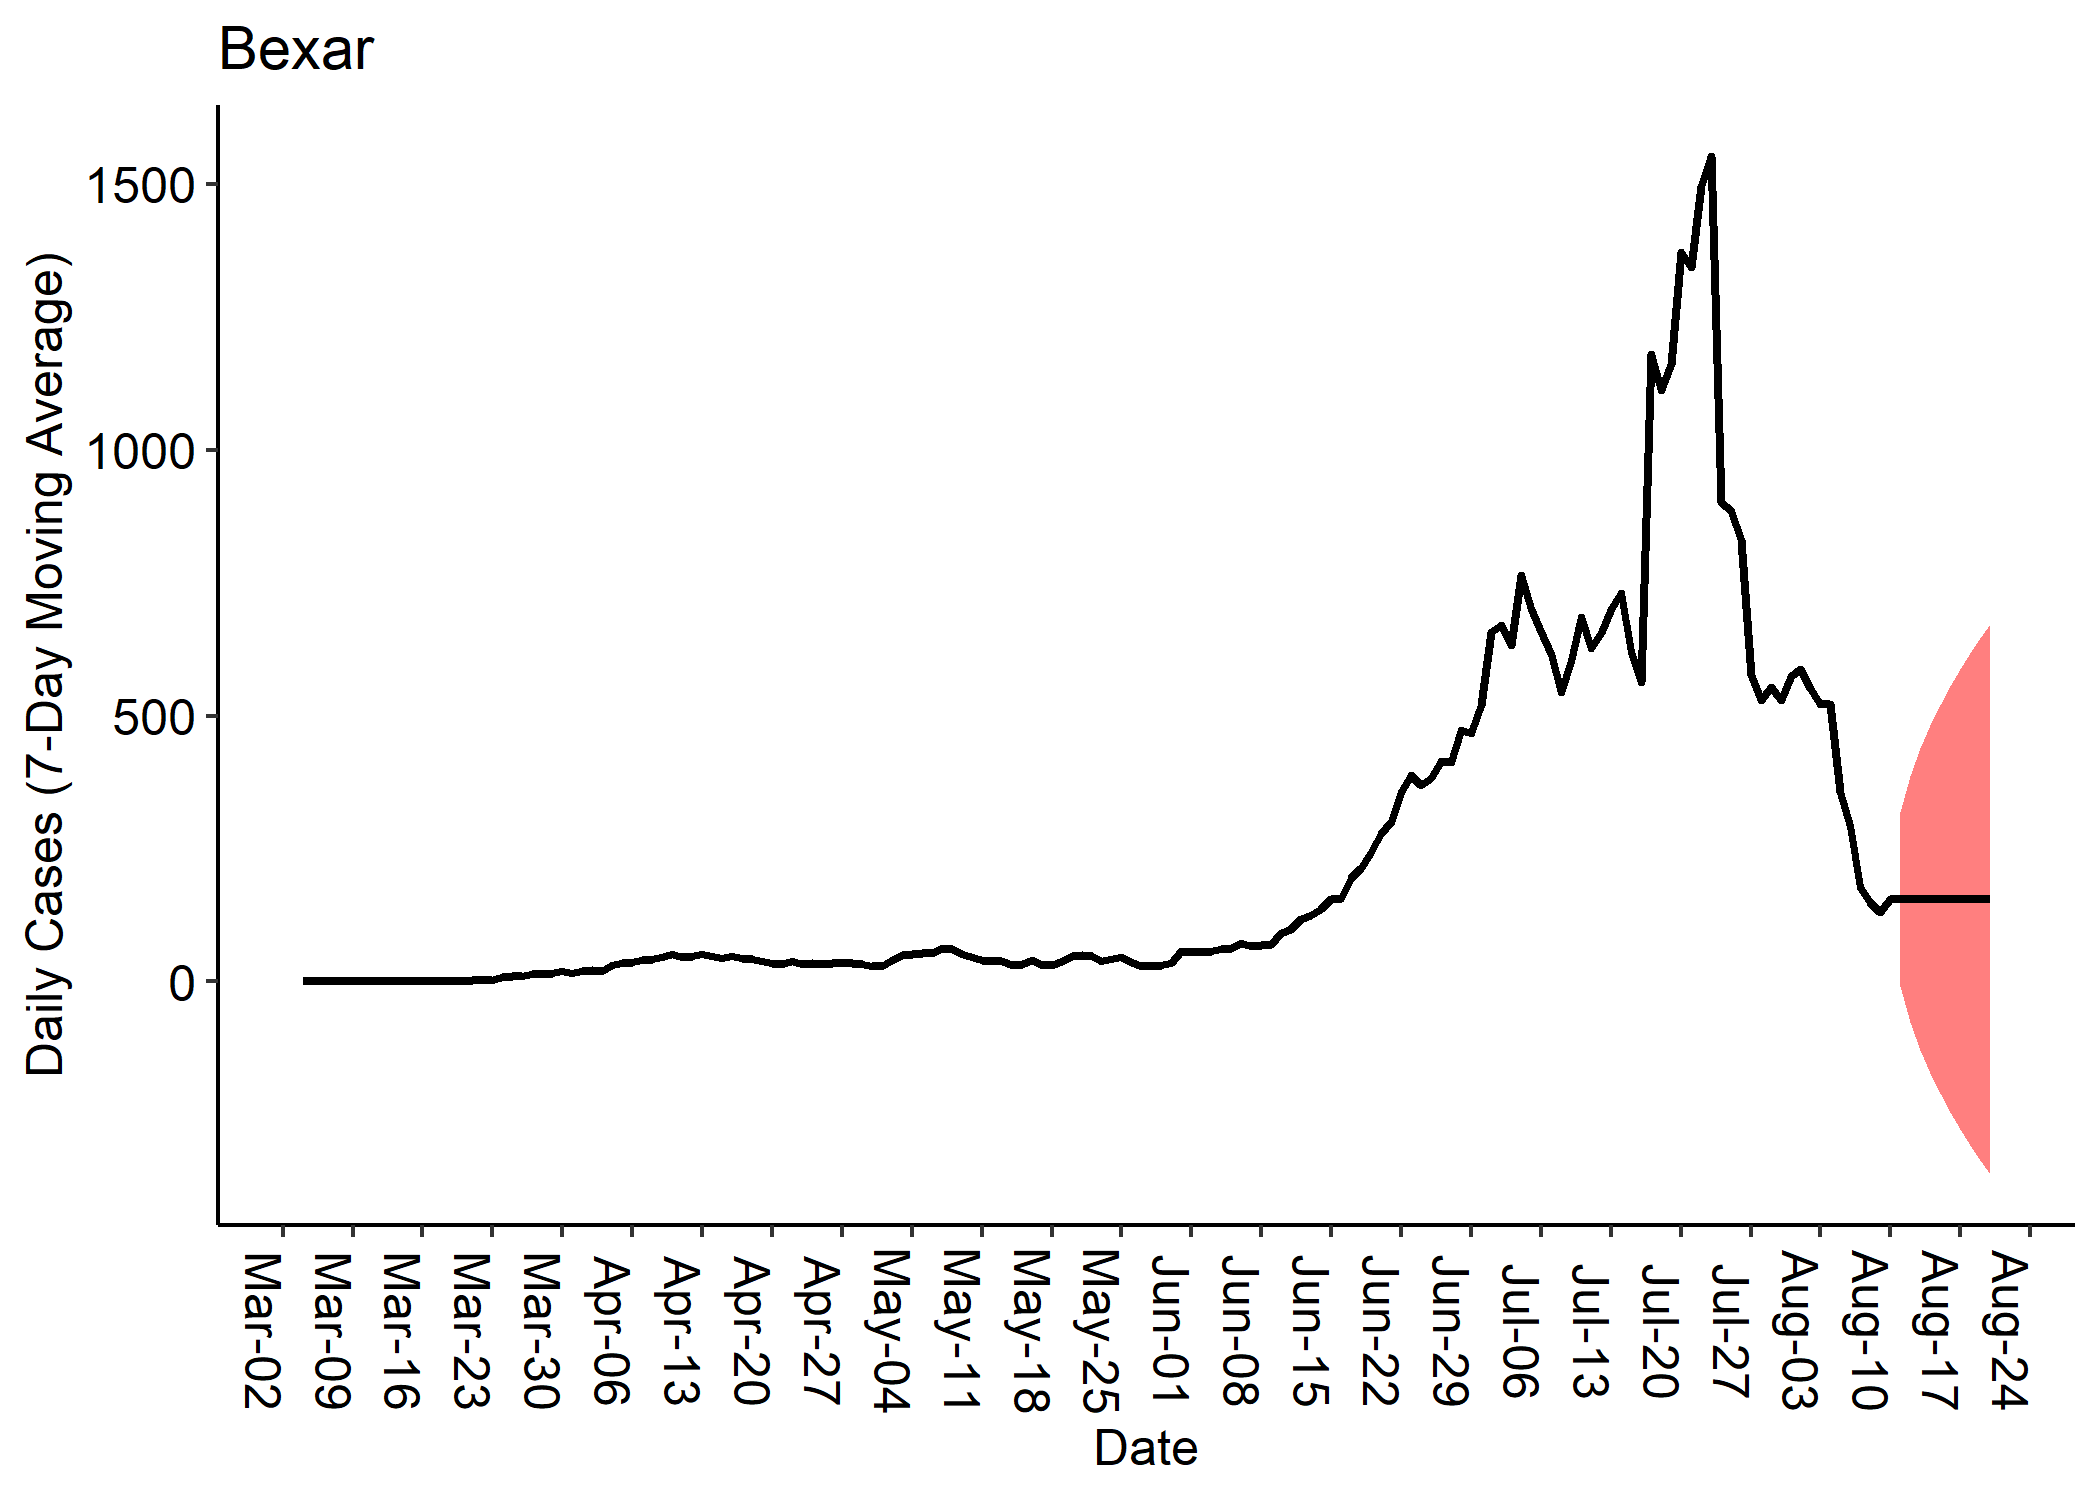 Bexar
Daily Cases (7-Day Moving Average)
1500
1000
500
0
Mar-02
Mar-09
Mar-16
Mar-23
Mar-30
Apr-06
Apr-13
Apr-20
Apr-27
May-04
May-11
May-18
May-25
Jun-01
Jun-08
Jun-15
Jun-22
Jun-29
Jul-06
Jul-13
Jul-20
Jul-27
Aug-03
Aug-10
Aug-17
Aug-24
Date